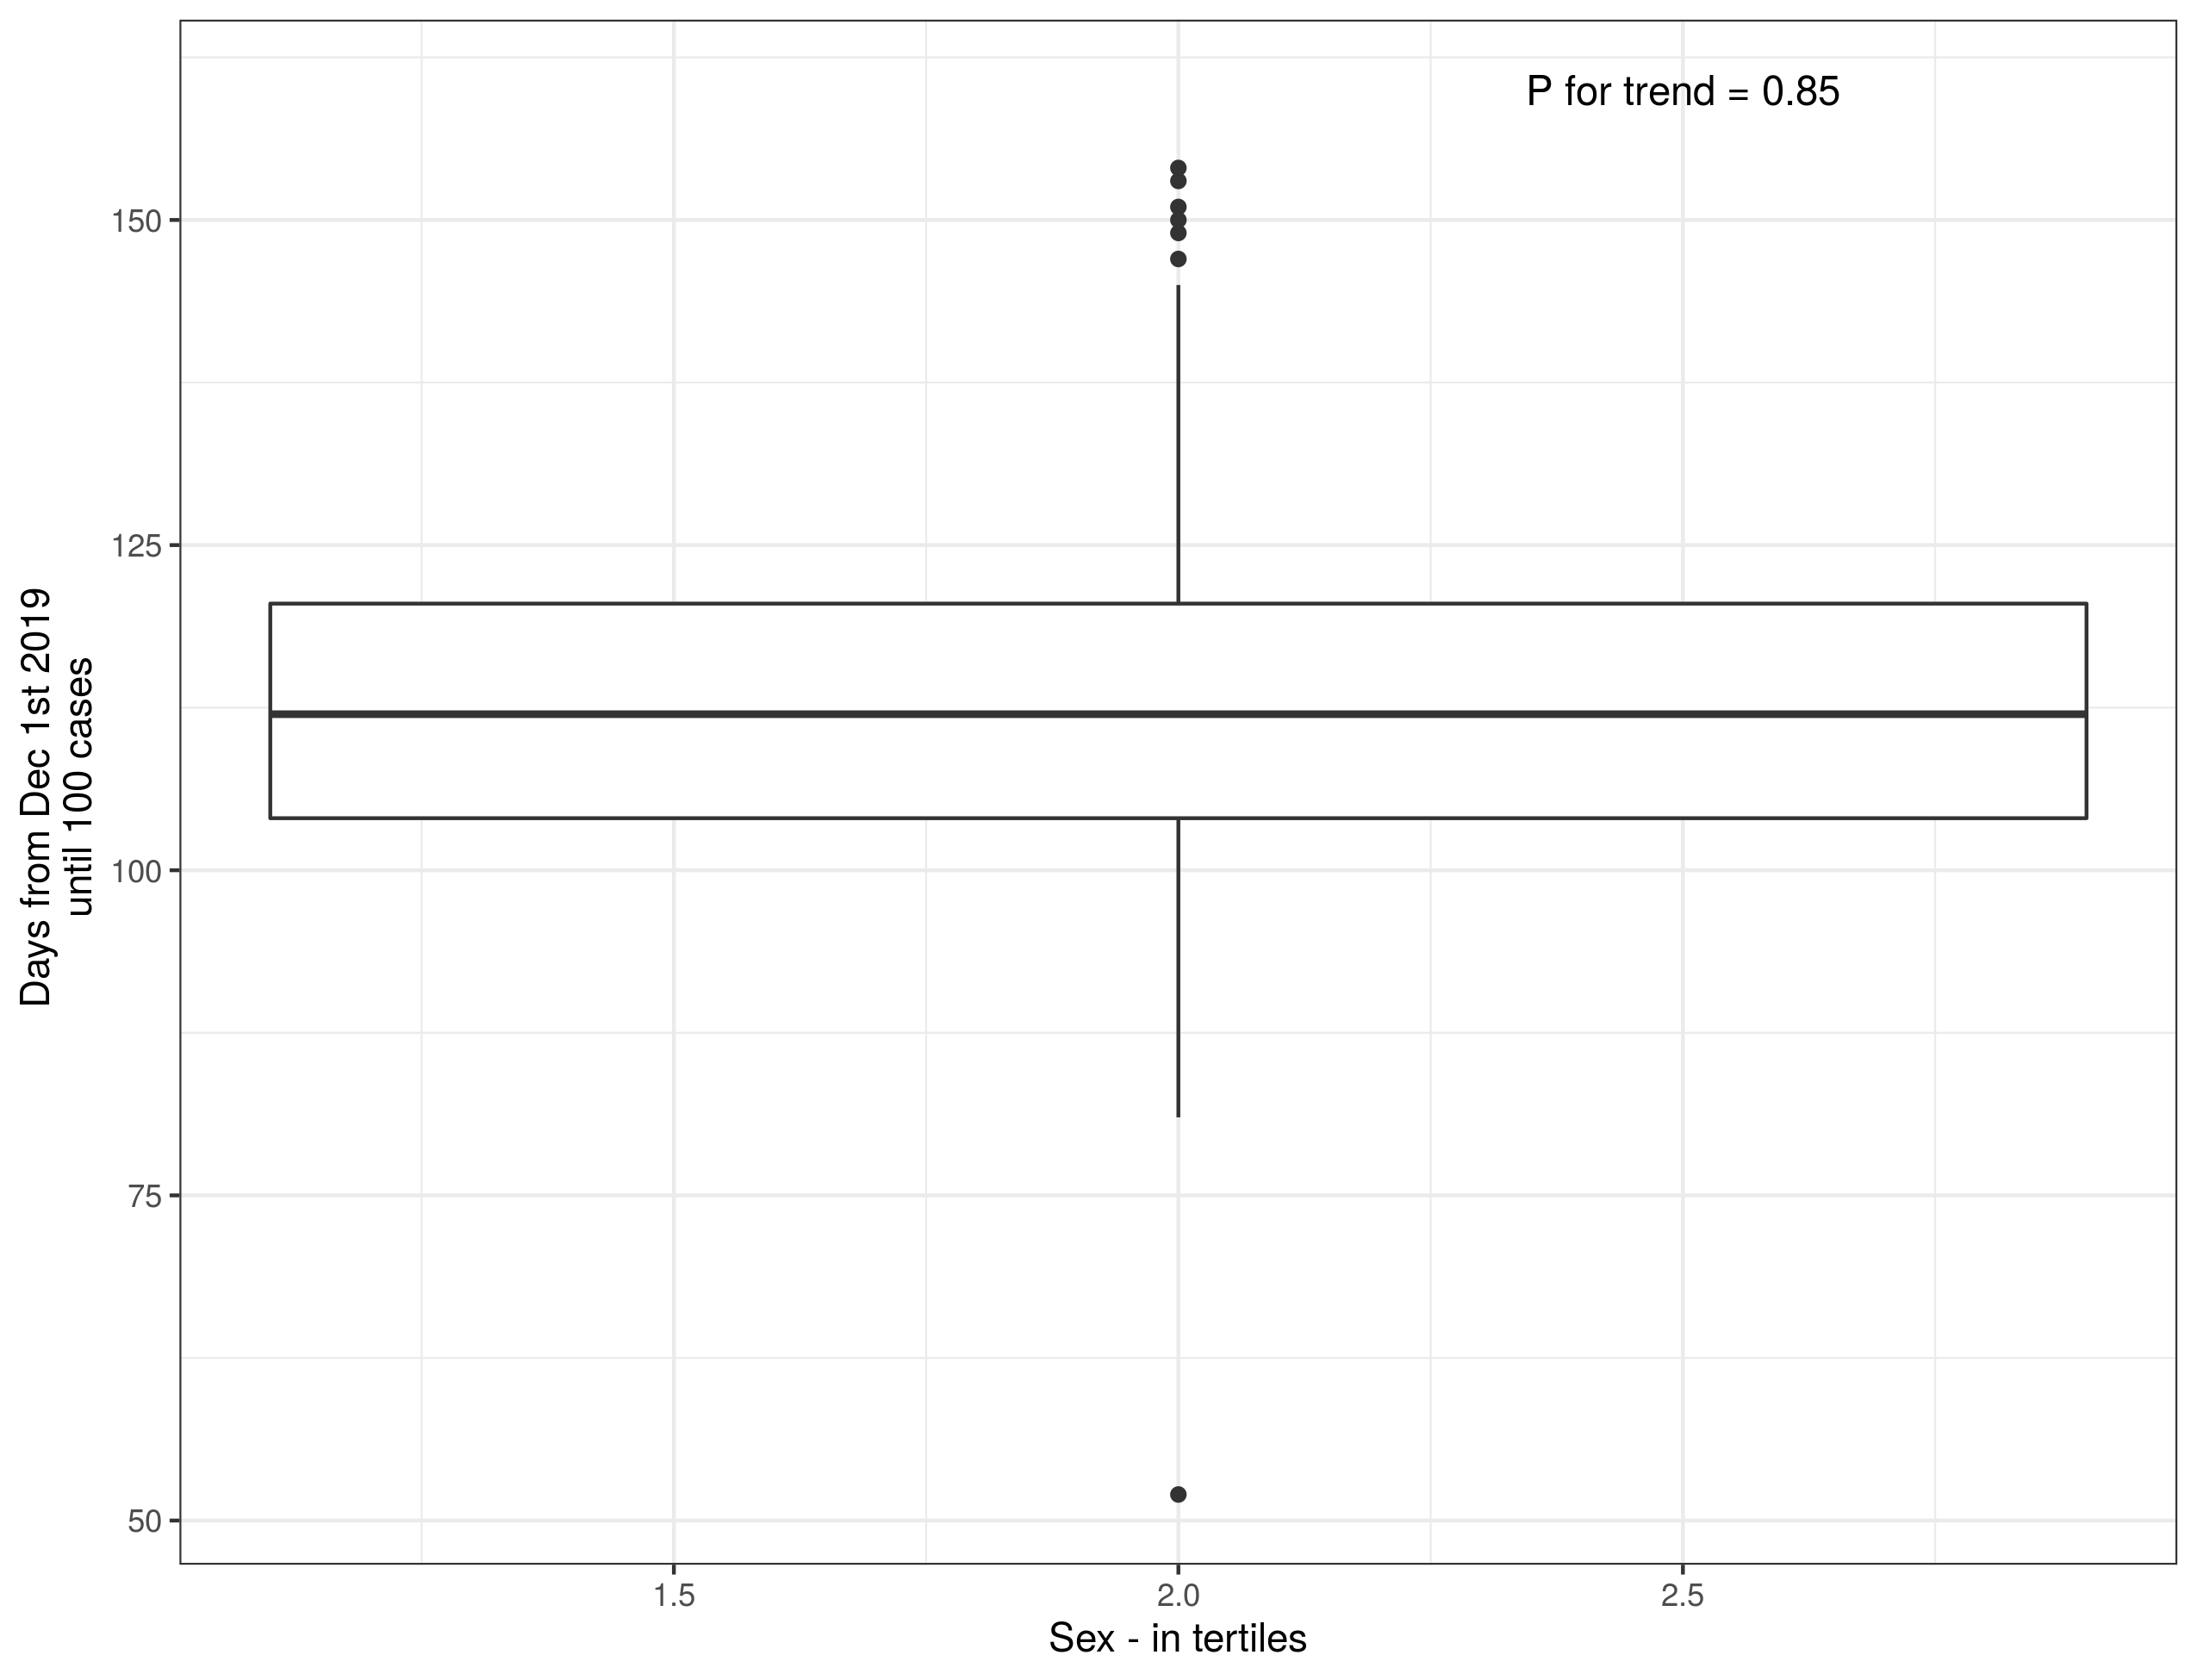 P for trend = 0.85
Days from Dec 1st 2019
until 100 cases
150
125
100
75
50
1.5
2.0
2.5
Sex - in tertiles